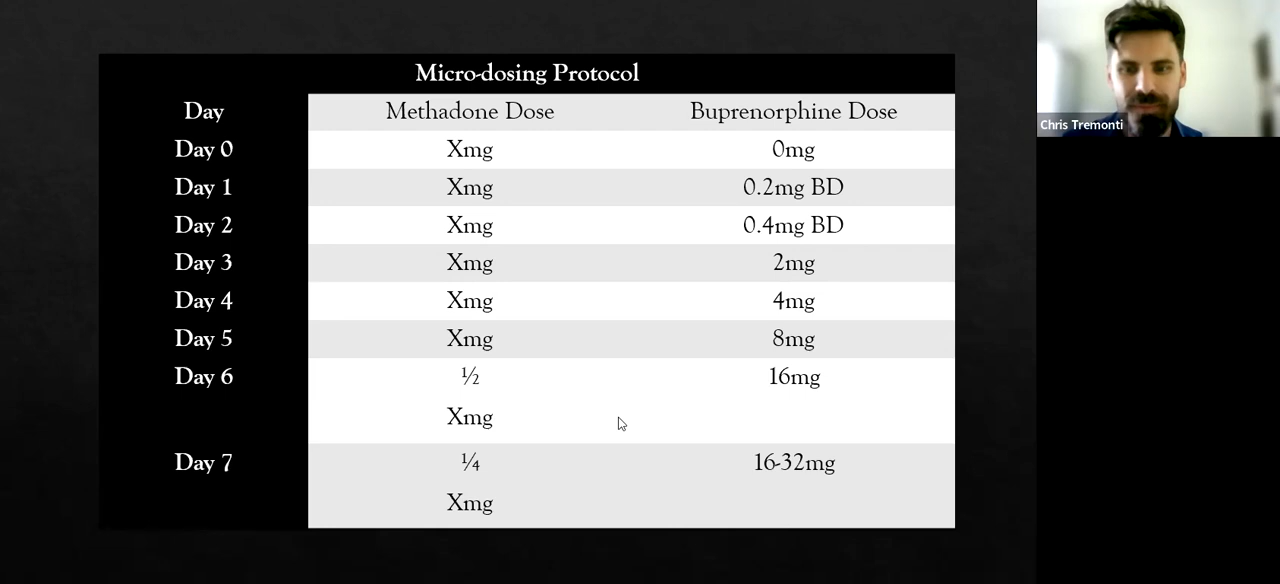 Micro-dosing Protocol
Day Methadone Dose Buprenorphine Dose
Day 0 Xmg 0mg
Day 1 Xmg 0.2mg BD
Day 2 Xmg 0.4mg BD
Day 3 Xmg 2mg
Day 4 Xmg 4mg
Day 5 Xmg 8mg
Day 6 ½ 16mg
Xmg
Day 7 ¼ 16-32mg
Xmg
Chris Tremonti